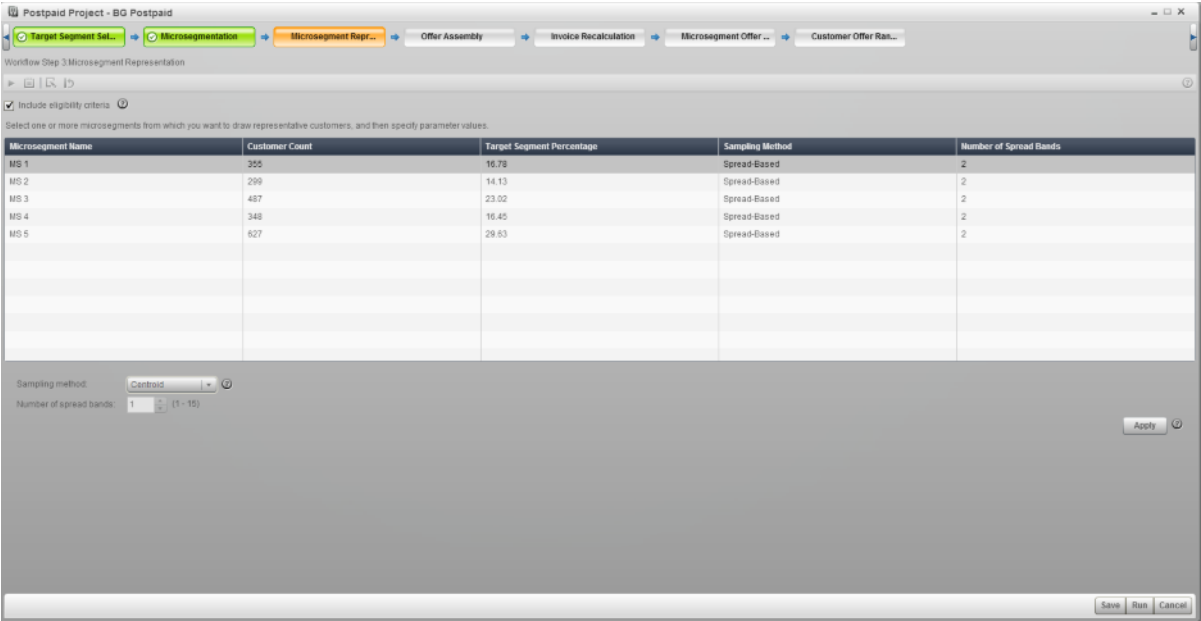 Postpaid Project - BG Postpaid
Target Segment Sel... Microsegmentation Microsegment Repr... Offer Assembly Invoice Recalculation Microsegment Offer ... Customer Offer Ran...
Workflow Step 3:Microsegment Representation
Include eligibility criteria
Select one or more microsegments from which you want to draw representative customers, and then specify parameter values.
Microsegment Name Customer Count Target Segment Percentage Sampling Method Number of Spread Bands
MS 1 355 16.78 Spread-Based 2
MS 2 299 14.13 Spread-Based 2
MS 3 487 23.02 Spread-Based 2
MS 4 348 16.45 Spread-Based 2
MS 5 627 29.63 Spread-Based 2
Sampling method: Centroid
Number of spread bands: 1 (1 - 15)
Apply
Save Run Cancel